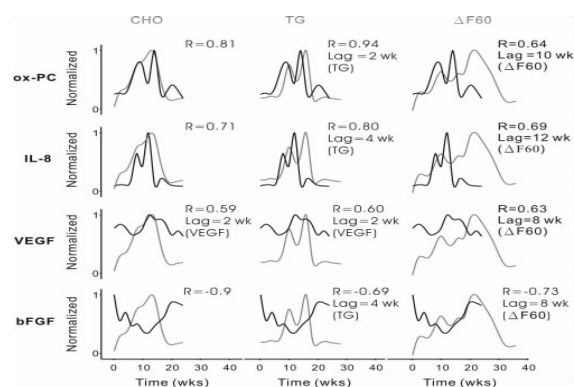 CHO TG ΔF60
ox-PC
Normalized
1
0
R=0.81
R=0.94
Lag=2 wk
(TG)
R=0.64
Lag=10 wk
(ΔF60)
IL-8
Normalized
1
0
R=0.71
R=0.80
Lag=4 wk
(TG)
R=0.69
Lag=12 wk
(ΔF60)
VEGF
Normalized
1
0
R=0.59
Lag=2 wk
(VEGF)
R=0.60
Lag=2 wk
(VEGF)
R=0.63
Lag=8 wk
(ΔF60)
bFGF
Normalized
1
0
R=-0.9
R=-0.69
Lag=4 wk
(TG)
R=-0.73
Lag=8 wk
(ΔF60)
0 10 20 30 40 0 10 20 30 40 0 10 20 30 40
Time (wks) Time (wks) Time (wks)